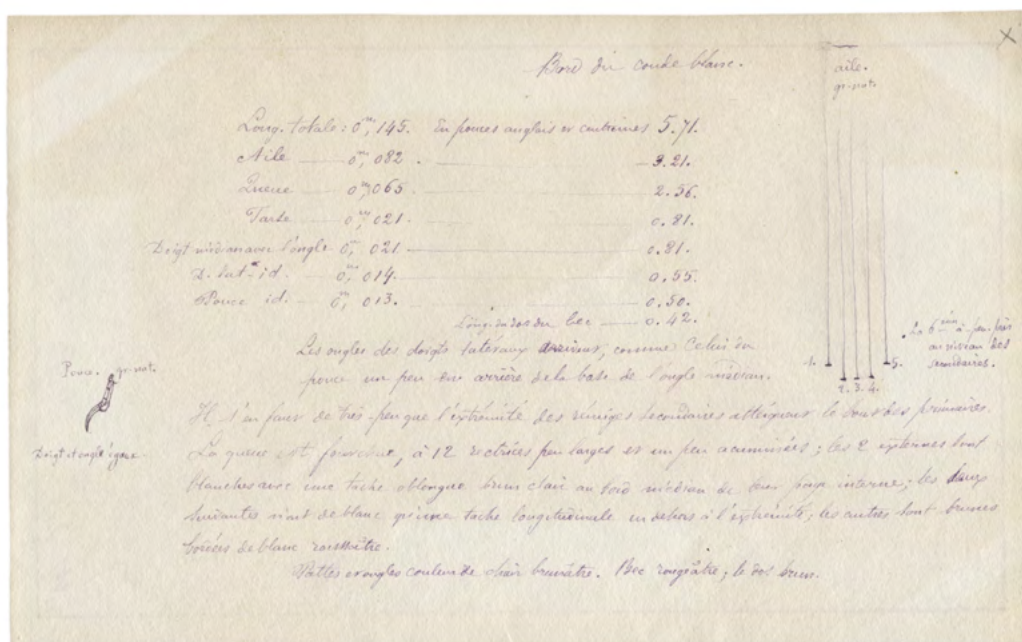 Bord du coude blanc.
aile.
gr. nat.
Long. totale : 0m, 145. En pouces anglais et centièmes 5.71.
Aile — 0m, 082. — 3.21.
Queue — 0m, 065 — 2.56.
Tarse — 0m, 021. — 0.81.
Doigt médian avec l'ongle 0m, 021. — 0.81.
D. lat. id. — 0m, 014. — 0.55.
Pouce id. — 0m, 013. — 0.50.
Long. du dos du bec — 0.42.
La 6ème à peu près
au niveau des
secondaires.
1. 2. 3. 4. 5.
Les ongles des doigts latéraux arrivent, comme celui du
pouce un peu en arrière de la base de l'ongle médian.
Pouce. gr. nat.
Doigt et ongle égaux.
Il s'en faut de très-peu que l'extrémité des rémiges secondaires atteignent le bout des primaires.
La queue est fourchue, à 12 rectrices peu larges et un peu acuminées ; les 2 externes sont
blanches avec une tache oblongue brun clair au bord médian de leur page interne ; les deux
suivantes n'ont de blanc qu'une tache longitudinale en dehors à l'extrémité ; les autres sont brunes
bordées de blanc roussâtre.
Pattes et ongles couleur de chair brunâtre. Bec rougeâtre ; le dos brun.